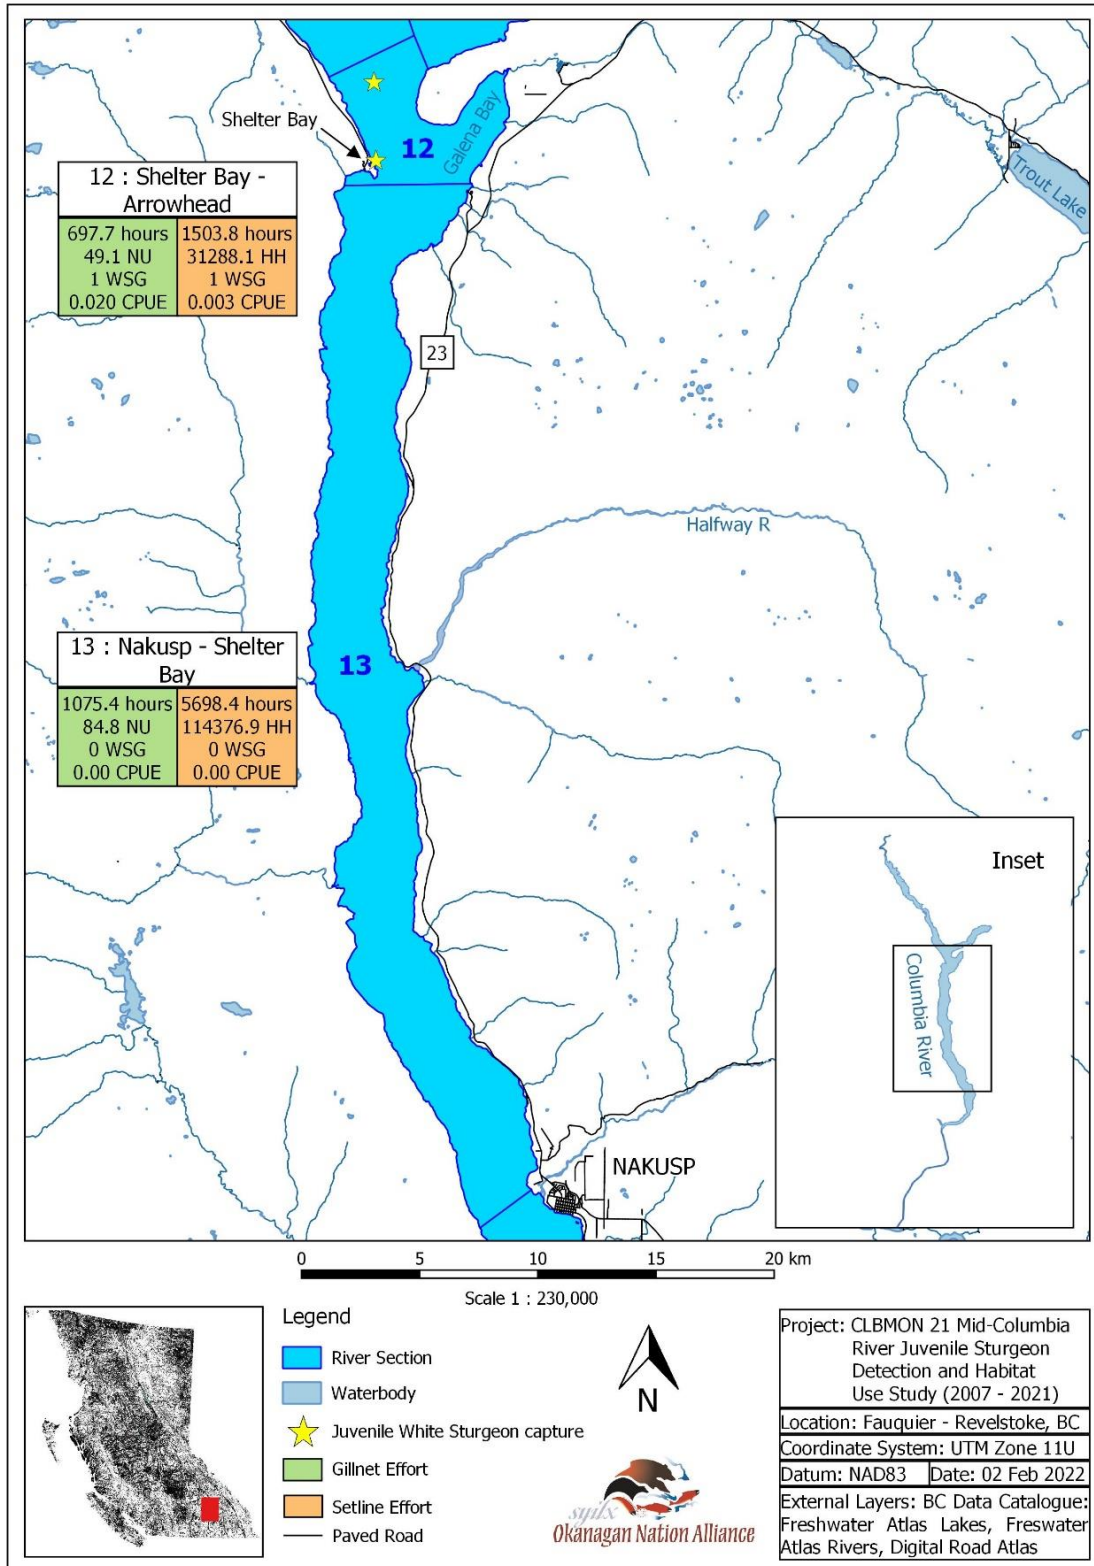 Shelter Bay
12
Galena Bay
Trout Lake
12 : Shelter Bay -
Arrowhead
697.7 hours
49.1 NU
1 WSG
0.020 CPUE
1503.8 hours
31288.1 HH
1 WSG
0.003 CPUE
23
Halfway R
13
13 : Nakusp - Shelter
Bay
1075.4 hours
84.8 NU
0 WSG
0.00 CPUE
5698.4 hours
114376.9 HH
0 WSG
0.00 CPUE
Inset
Columbia River
NAKUSP
0 5 10 15 20 km
Scale 1 : 230,000
Legend
River Section
Waterbody
Juvenile White Sturgeon capture
Gillnet Effort
Setline Effort
Paved Road
N
syilx
Okanagan Nation Alliance
Project: CLBMON 21 Mid-Columbia
River Juvenile Sturgeon
Detection and Habitat
Use Study (2007 - 2021)
Location: Fauquier - Revelstoke, BC
Coordinate System: UTM Zone 11U
Datum: NAD83 Date: 02 Feb 2022
External Layers: BC Data Catalogue:
Freshwater Atlas Lakes, Freswater
Atlas Rivers, Digital Road Atlas